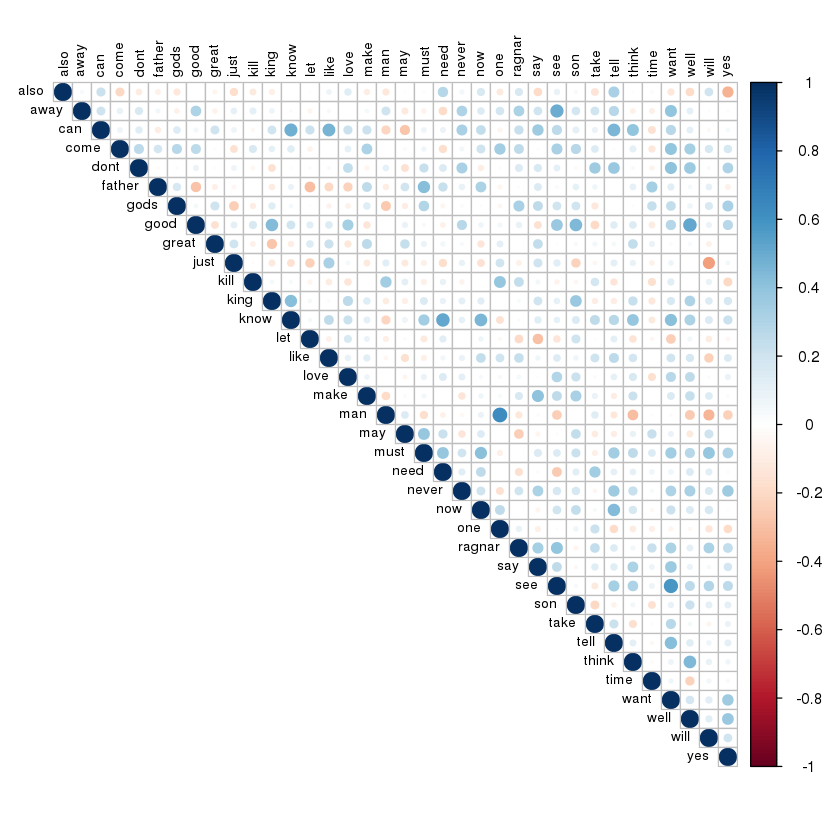 also
away
can
come
dont
father
gods
good
great
just
kill
king
know
let
like
love
make
man
may
must
need
never
now
one
ragnar
say
see
son
take
tell
think
time
want
well
will
yes
also
away
can
come
dont
father
gods
good
great
just
kill
king
know
let
like
love
make
man
may
must
need
never
now
one
ragnar
say
see
son
take
tell
think
time
want
well
will
yes
1
0.8
0.6
0.4
0.2
0
-0.2
-0.4
-0.6
-0.8
-1